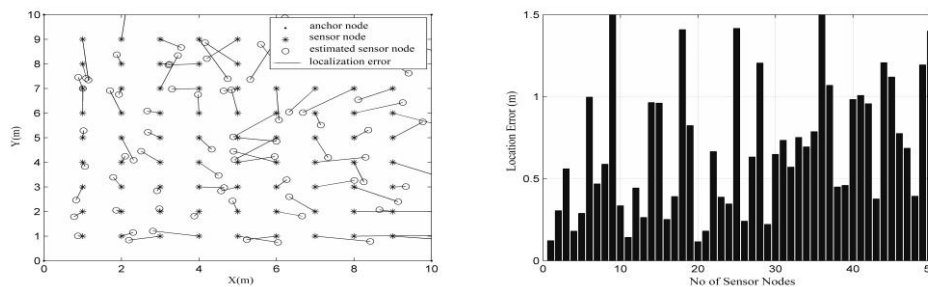 10
9
8
7
6
5
4
3
2
1
0
Y(m)
0 2 4 6 8 10
X(m)
anchor node
sensor node
estimated sensor node
localization error
1.5
1
0.5
0
Location Error (m)
0 10 20 30 40 5
No of Sensor Nodes